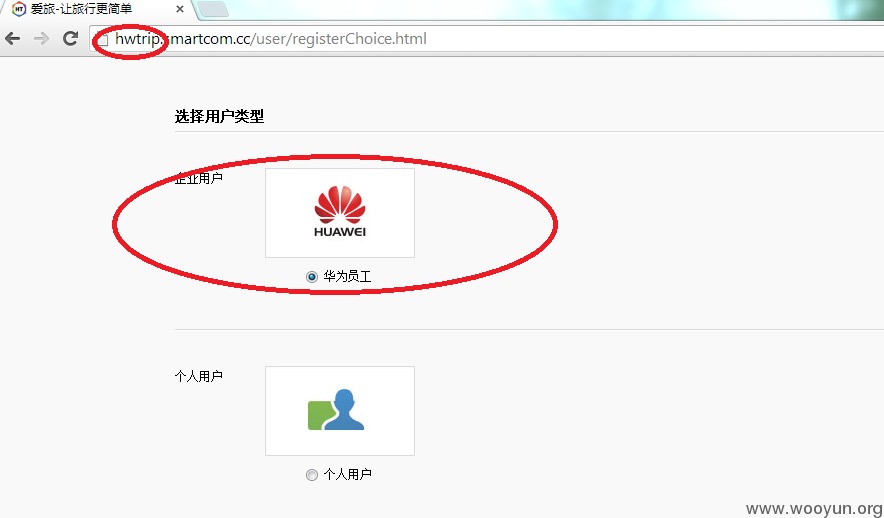 爱旅-让旅行更简单
hwtrip.smartcom.cc/user/registerChoice.html
选择用户类型
企业用户
HUAWEI
华为员工
个人用户
个人用户
www.wooyun.org